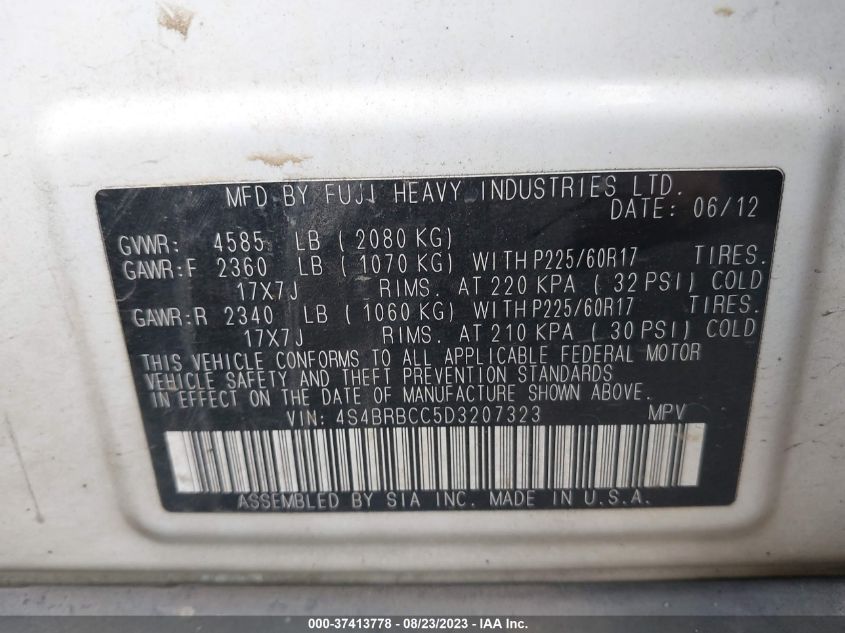 MFD BY FUJI HEAVY INDUSTRIES LTD.
DATE: 06/12
GVWR: 4585 LB ( 2080 KG)
GAWR:F 2360 LB ( 1070 KG) WITH P225/60R17 TIRES.
17X7J RIMS. AT 220 KPA ( 32 PSI) COLD
GAWR:R 2340 LB ( 1060 KG) WITH P225/60R17 TIRES.
17X7J RIMS. AT 210 KPA ( 30 PSI) COLD
THIS VEHICLE CONFORMS TO ALL APPLICABLE FEDERAL MOTOR
VEHICLE SAFETY AND THEFT PREVENTION STANDARDS
IN EFFECT ON THE DATE OF MANUFACTURE SHOWN ABOVE.
VIN: 4S4BRBCC5D3207323 MPV
ASSEMBLED BY SIA INC. MADE IN U.S.A.
000-37413778 - 08/23/2023 - IAA Inc.